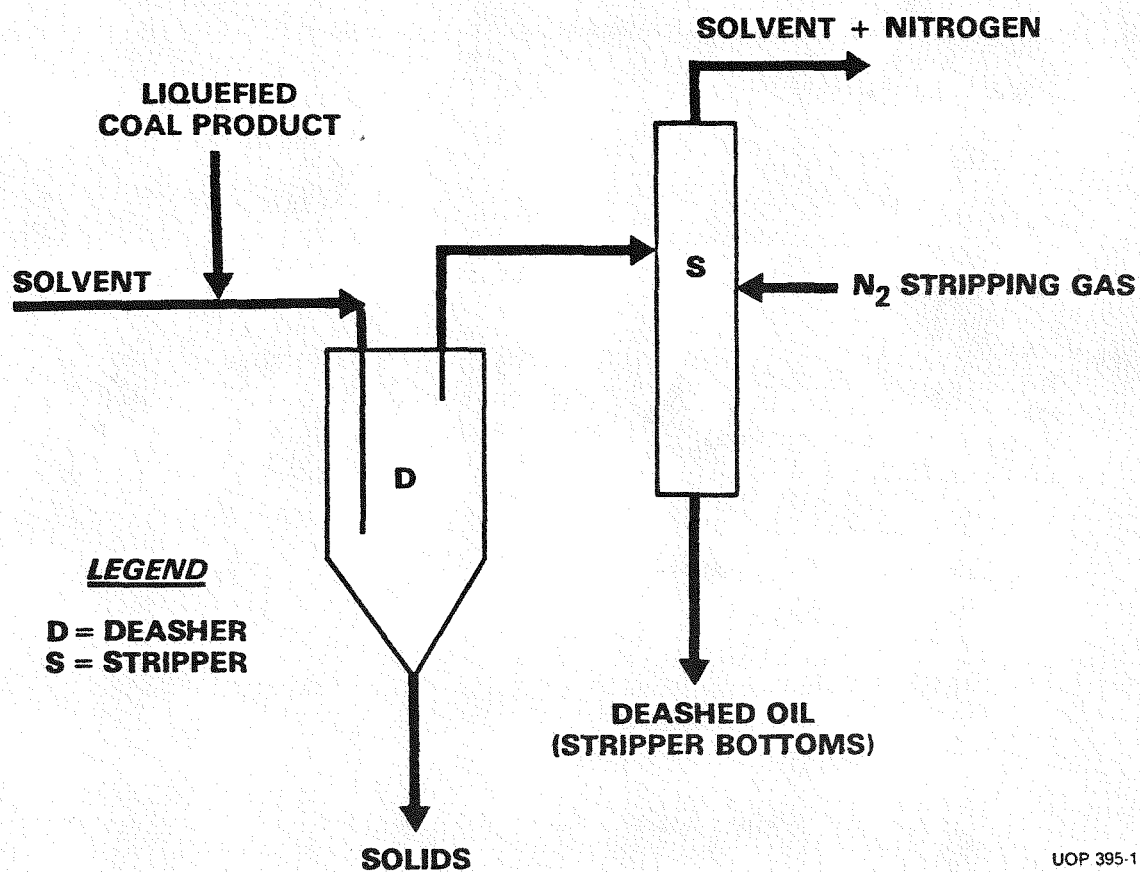 SOLVENT + NITROGEN
LIQUEFIED
COAL PRODUCT
SOLVENT
S
N2 STRIPPING GAS
D
LEGEND
D = DEASHER
S = STRIPPER
DEASHED OIL
(STRIPPER BOTTOMS)
SOLIDS
UOP 395-1